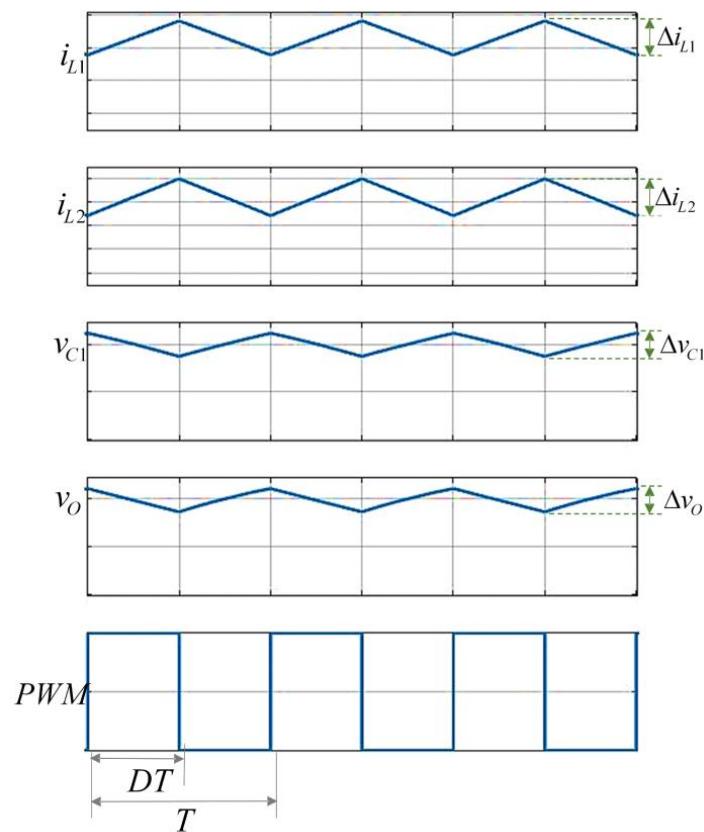 i_{L1}
Δi_{L1}
i_{L2}
Δi_{L2}
v_{C1}
Δv_{C1}
v_O
Δv_O
PWM
DT
T